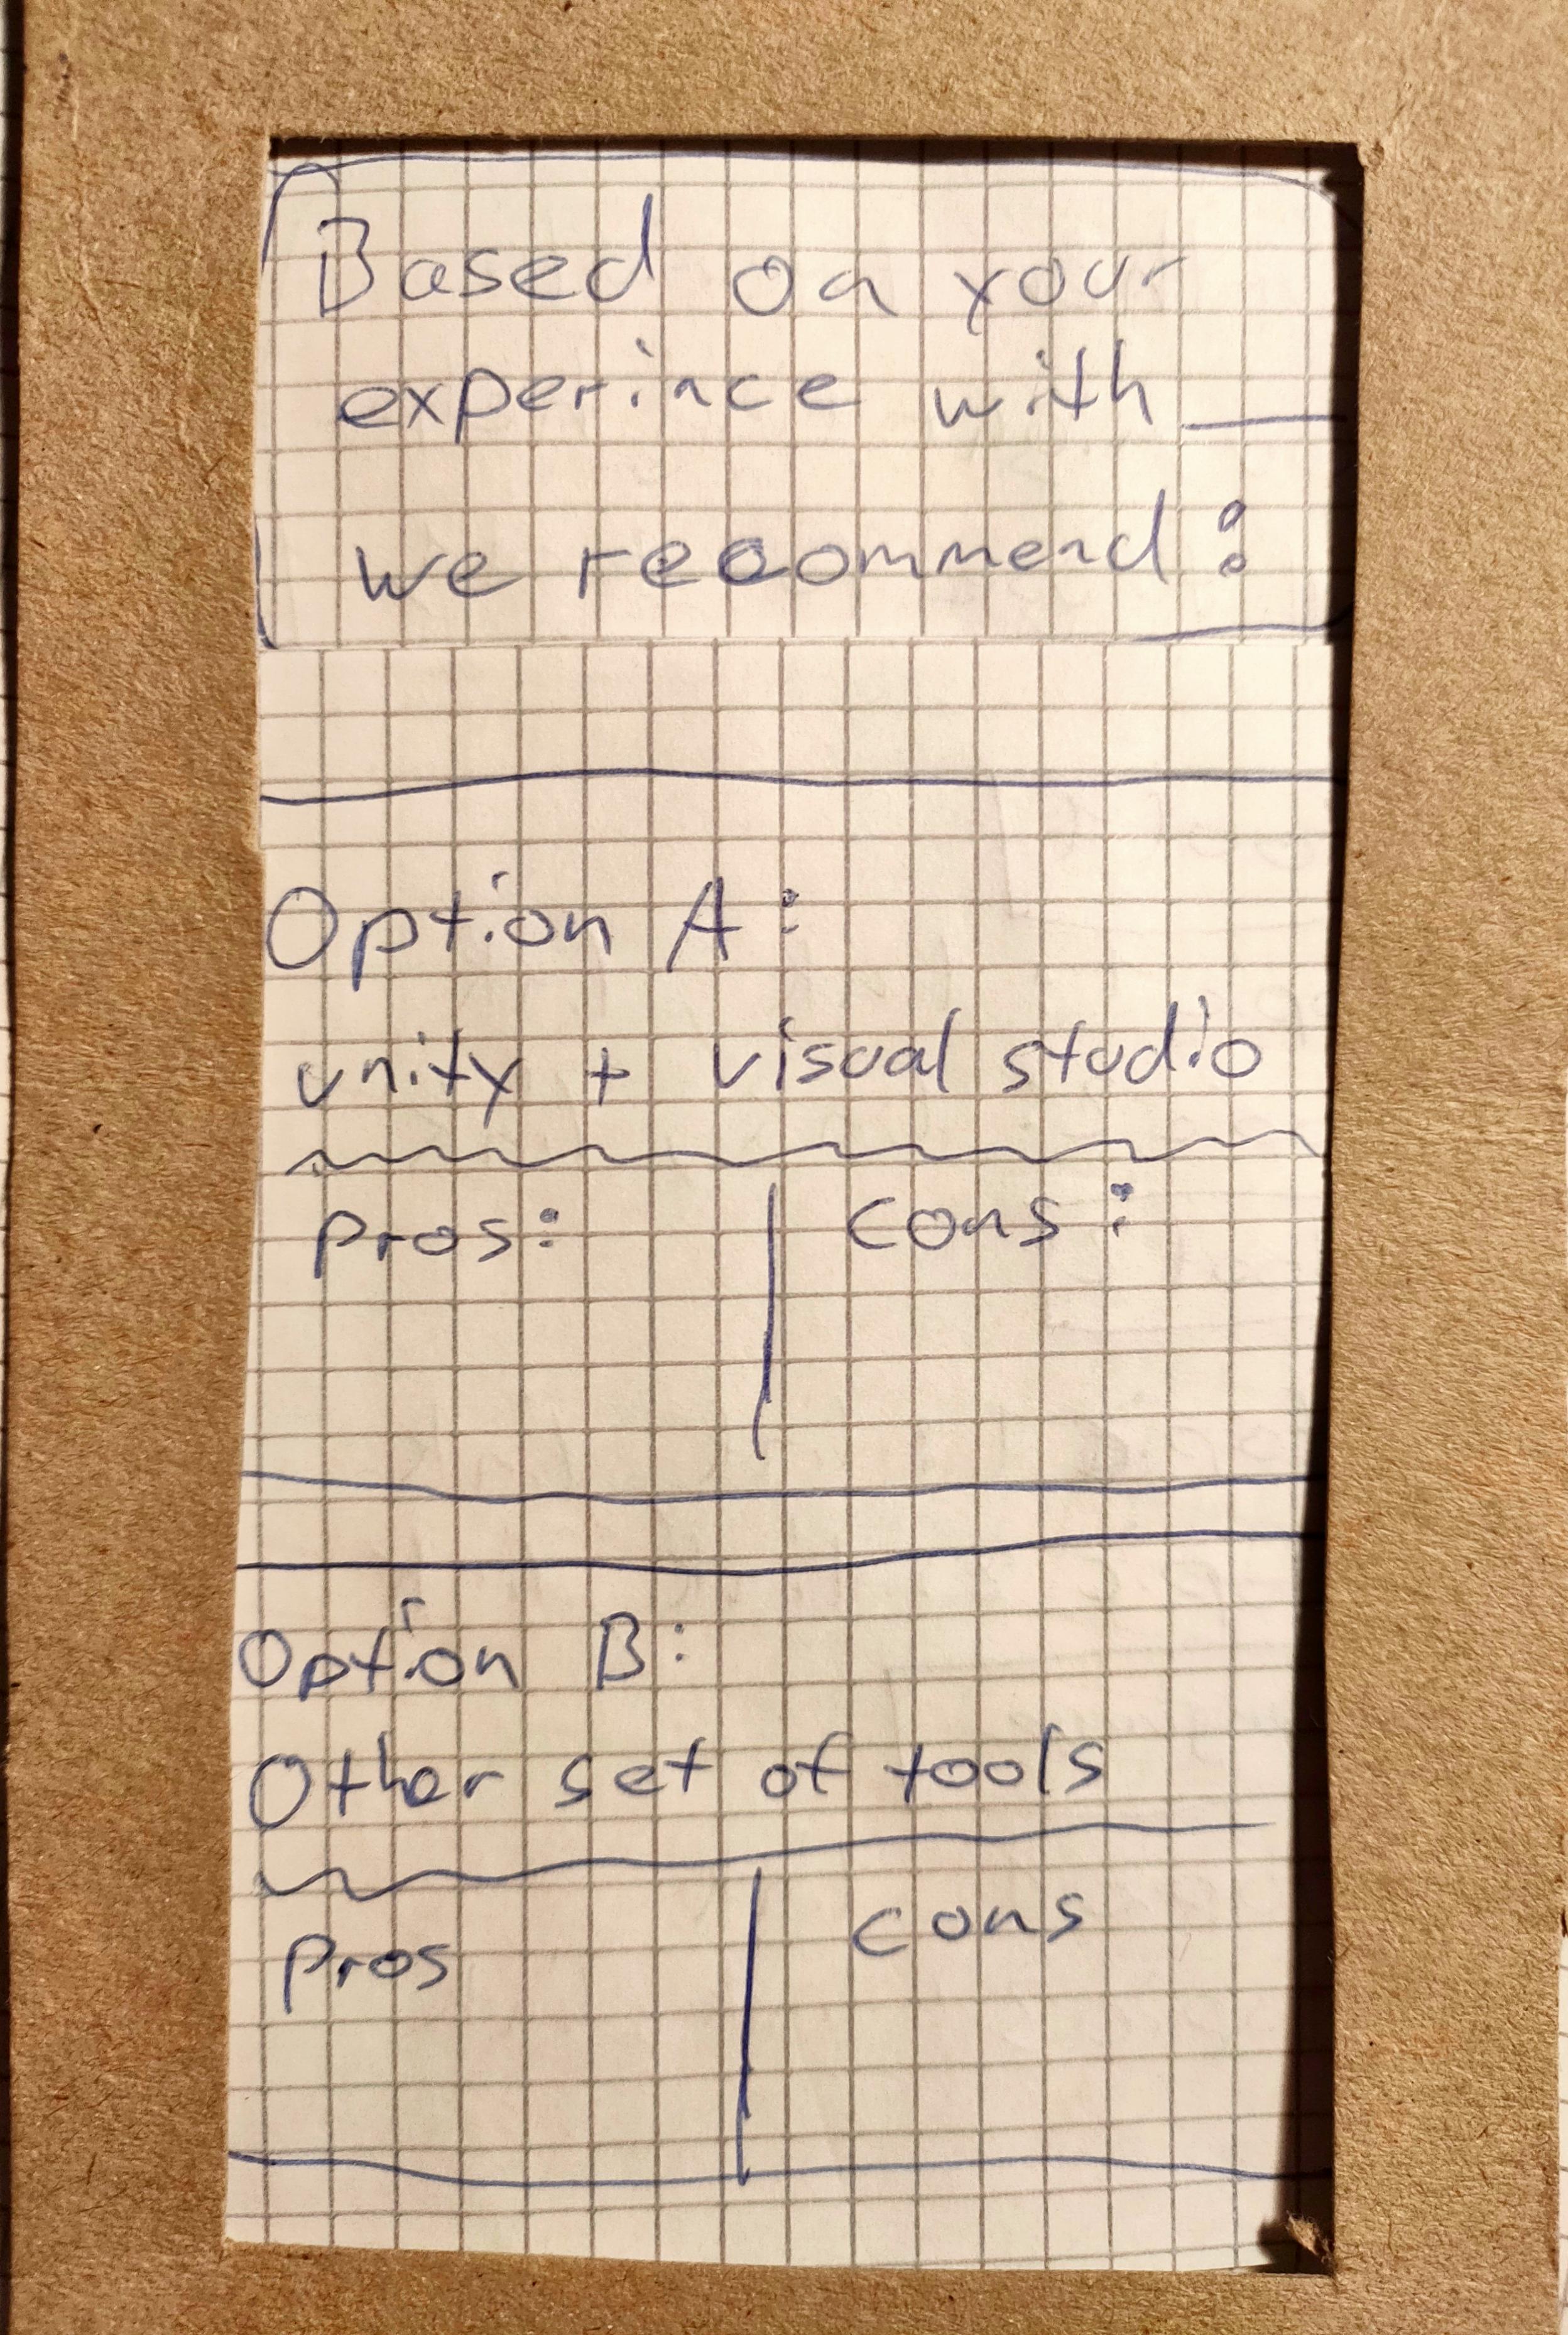 Based on your
experince with ___
we recommend:
Option A:
unity + visual studio
Pros: cons:
Option B:
Other set of tools
Pros cons